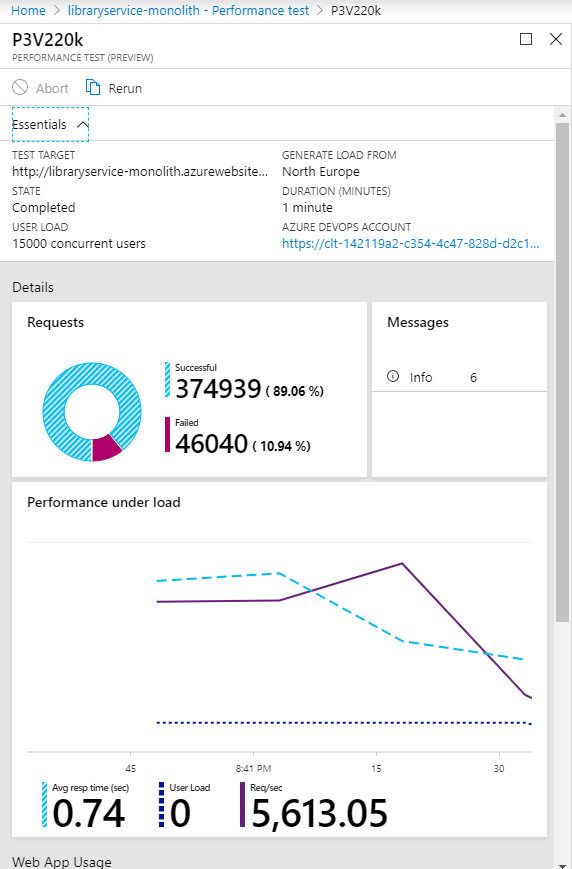 Home > libraryservice-monolith - Performance test > P3V220k
P3V220k
PERFORMANCE TEST (PREVIEW)
Abort Rerun
Essentials
TEST TARGET
http://libraryservice-monolith.azurewebsite...
GENERATE LOAD FROM
North Europe
STATE
Completed
DURATION (MINUTES)
1 minute
USER LOAD
15000 concurrent users
AZURE DEVOPS ACCOUNT
https://clt-142119a2-c354-4c47-828d-d2c1...
Details
Requests
Successful
374939 ( 89.06 %)
Failed
46040 ( 10.94 %)
Messages
Info 6
Performance under load
45 8:41 PM 15 30
Avg resp time (sec)
0.74
User Load
0
Req/sec
5,613.05
Web App Usage